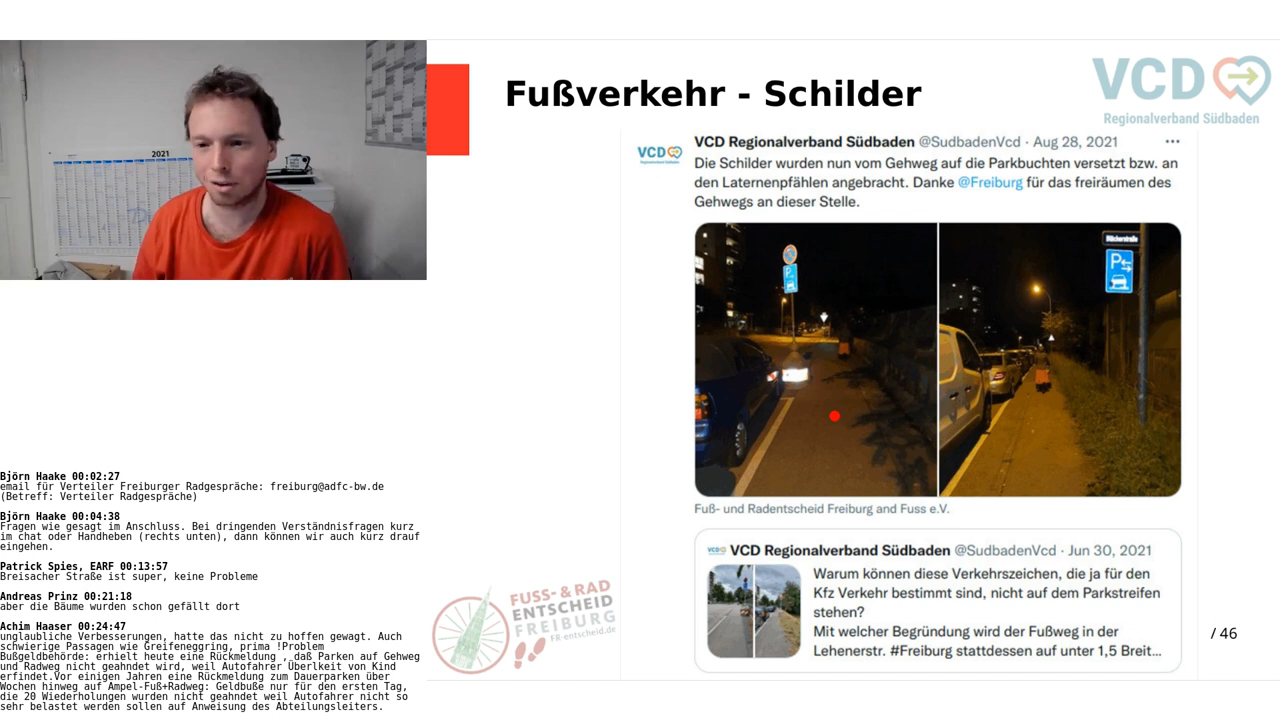 2021
Fußverkehr - Schilder
VCD
Regionalverband Südbaden
VCD
VCD Regionalverband Südbaden @SudbadenVcd · Aug 28, 2021
Die Schilder wurden nun vom Gehweg auf die Parkbuchten versetzt bzw. an
den Laternenpfählen angebracht. Danke @Freiburg für das freiräumen des
Gehwegs an dieser Stelle.
P
P
Fuß- und Radentscheid Freiburg and Fuss e.V.
VCD Regionalverband Südbaden @SudbadenVcd · Jun 30, 2021
Warum können diese Verkehrszeichen, die ja für den
Kfz Verkehr bestimmt sind, nicht auf dem Parkstreifen
stehen?
Mit welcher Begründung wird der Fußweg in der
Lehenerstr. #Freiburg stattdessen auf unter 1,5 Breit...
/ 46
FUSS- & RAD
ENTSCHEID
FREIBURG
FR-entscheid.de
Björn Haake 00:02:27
email für Verteiler Freiburger Radgespräche: freiburg@adfc-bw.de
(Betreff: Verteiler Radgespräche)
Björn Haake 00:04:38
Fragen wie gesagt im Anschluss. Bei dringenden Verständnisfragen kurz
im chat oder Handheben (rechts unten), dann können wir auch kurz drauf
eingehen.
Patrick Spies, EARF 00:13:57
Breisacher Straße ist super, keine Probleme
Andreas Prinz 00:21:18
aber die Bäume wurden schon gefällt dort
Achim Haaser 00:24:47
unglaubliche Verbesserungen, hatte das nicht zu hoffen gewagt. Auch
schwierige Passagen wie Greifeneggring, prima !Problem
Bußgeldbehörde: erhielt heute eine Rückmeldung , daß Parken auf Gehweg
und Radweg nicht geahndet wird, weil Autofahrer Überlkeit von Kind
erfindet.Vor einigen Jahren eine Rückmeldung zum Dauerparken über
Wochen hinweg auf Ampel-Fuß+Radweg: Geldbuße nur für den ersten Tag,
die 20 Wiederholungen wurden nicht geahndet weil Autofahrer nicht so
sehr belastet werden sollen auf Anweisung des Abteilungsleiters.